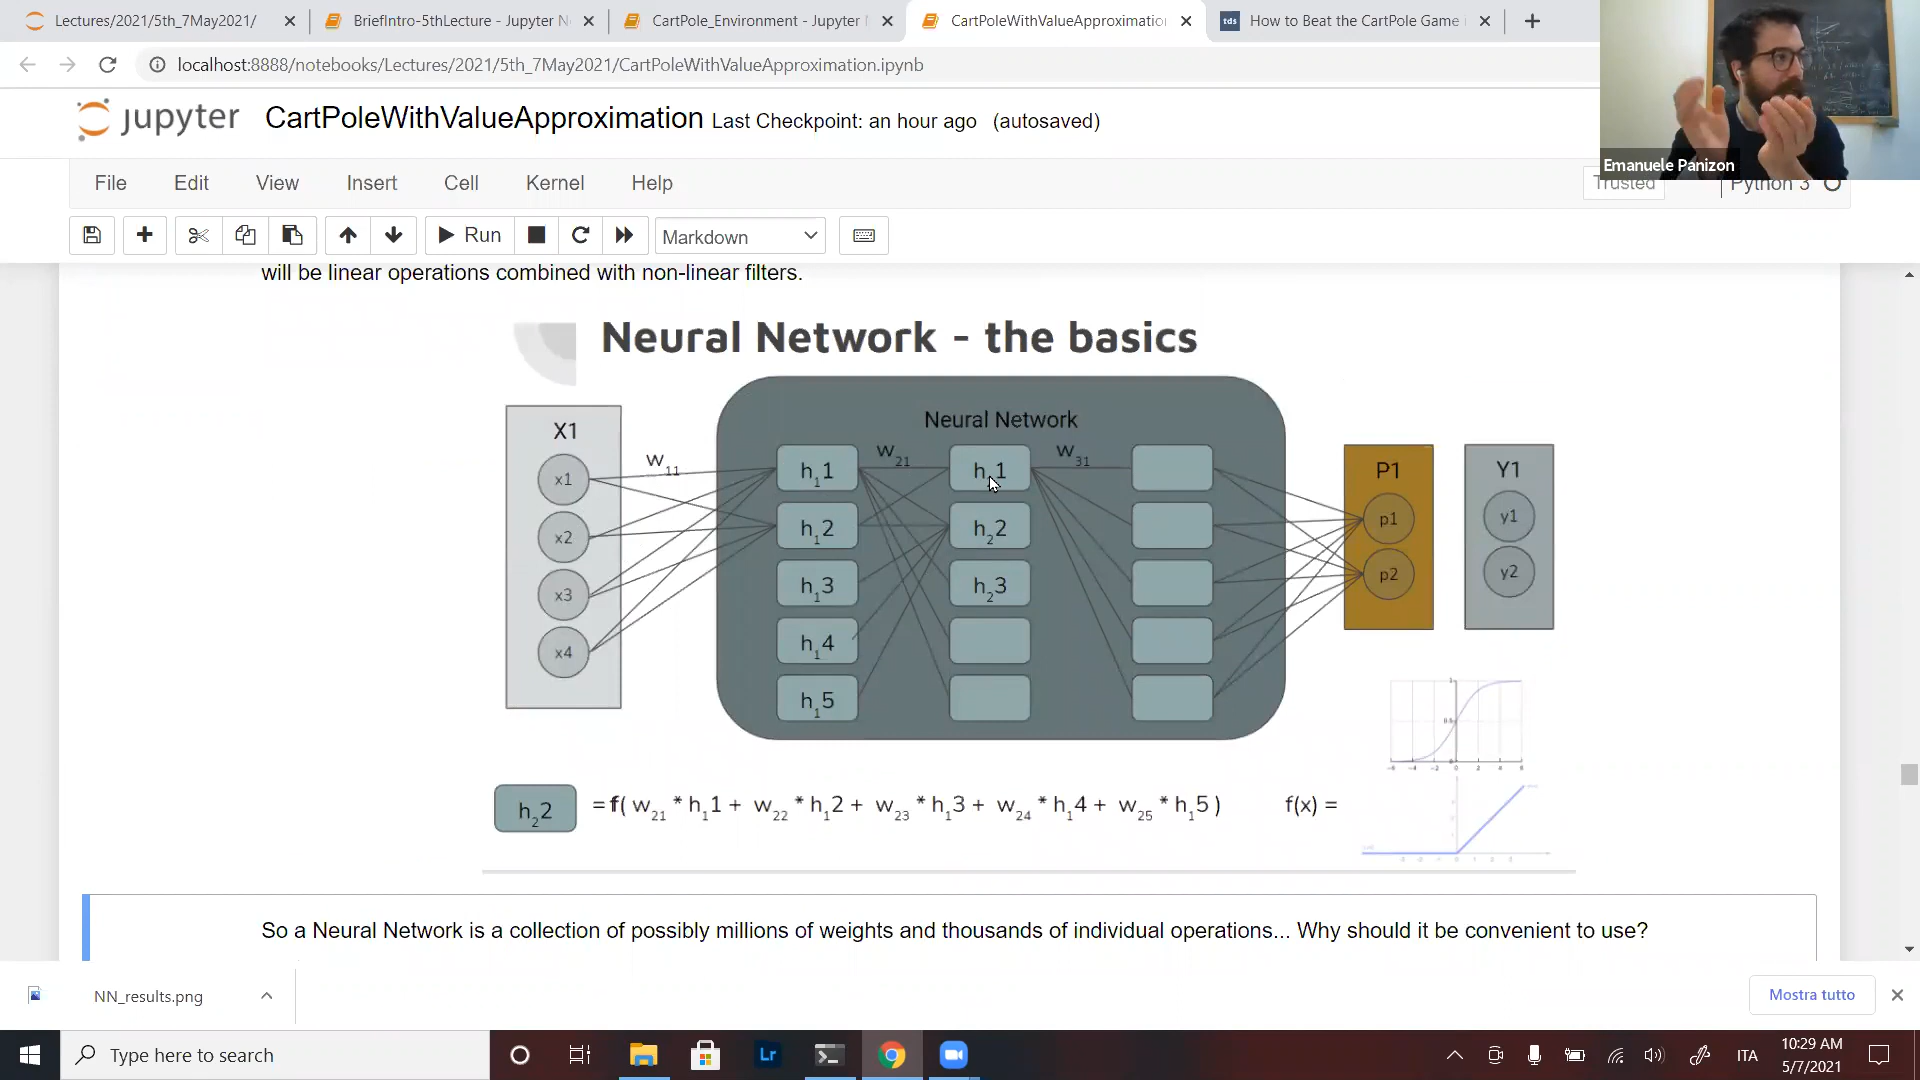 Lectures/2021/5th_7May2021/
BriefIntro-5thLecture - Jupyter N
CartPole_Environment - Jupyter
CartPoleWithValueApproximatio
tds How to Beat the CartPole Game i
localhost:8888/notebooks/Lectures/2021/5th_7May2021/CartPoleWithValueApproximation.ipynb
jupyter CartPoleWithValueApproximation Last Checkpoint: an hour ago (autosaved)
Emanuele Panizon
File Edit View Insert Cell Kernel Help Trusted Python 3
Run Markdown
will be linear operations combined with non-linear filters.
Neural Network - the basics
Neural Network
X1 P1 Y1
w11 w21 w31
x1 h11 h21 p1 y1
x2 h12 h22 p2 y2
x3 h13 h23
x4 h14
h15
h22 = f( w21 * h11 + w22 * h12 + w23 * h13 + w24 * h14 + w25 * h15 ) f(x) =
So a Neural Network is a collection of possibly millions of weights and thousands of individual operations... Why should it be convenient to use?
NN_results.png
Mostra tutto
Type here to search
Lr
ITA
10:29 AM
5/7/2021